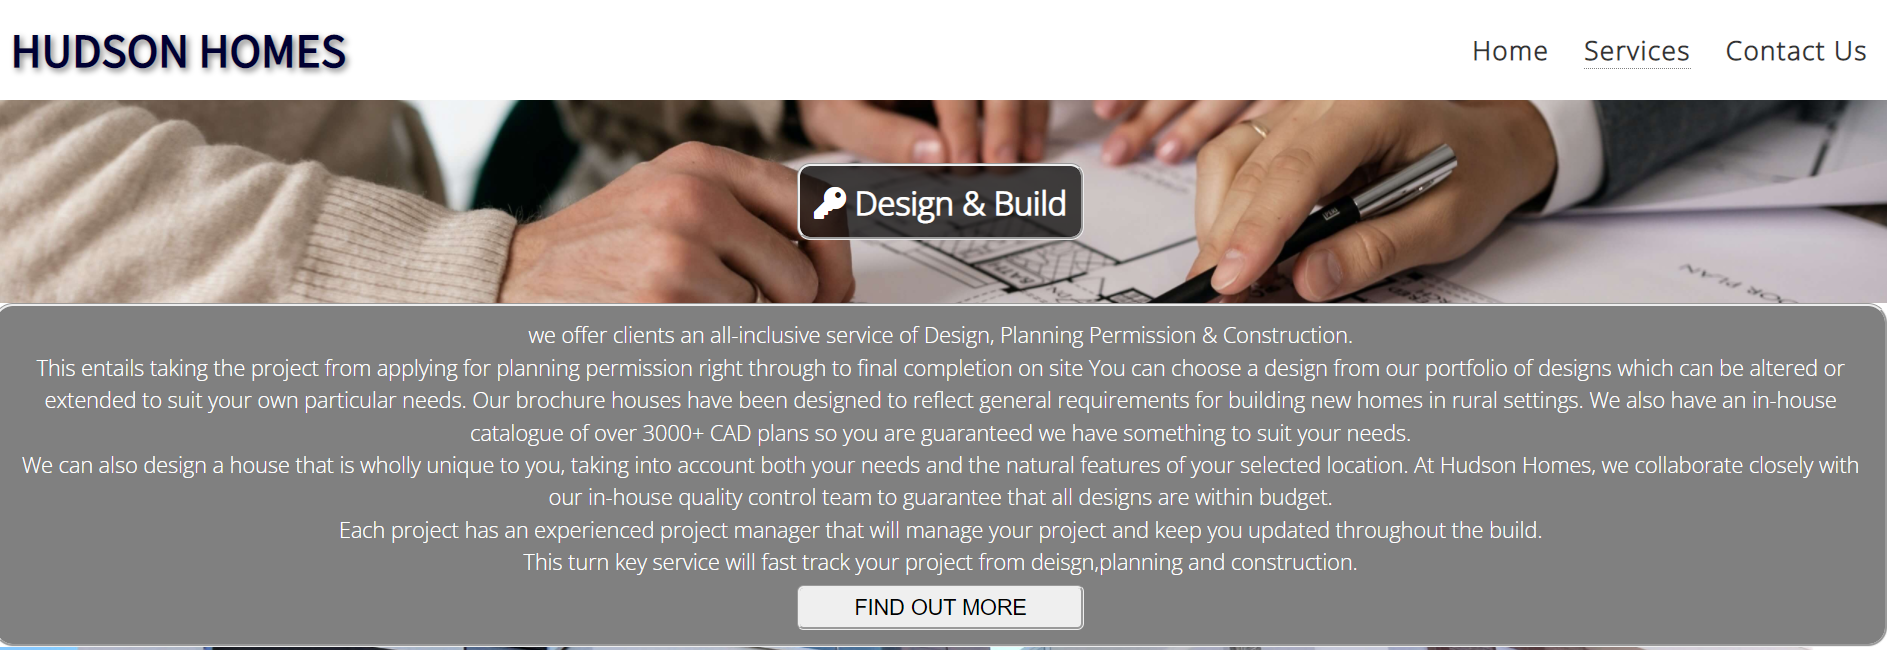 HUDSON HOMES
Home Services Contact Us
Design & Build
we offer clients an all-inclusive service of Design, Planning Permission & Construction.
This entails taking the project from applying for planning permission right through to final completion on site You can choose a design from our portfolio of designs which can be altered or
extended to suit your own particular needs. Our brochure houses have been designed to reflect general requirements for building new homes in rural settings. We also have an in-house
catalogue of over 3000+ CAD plans so you are guaranteed we have something to suit your needs.
We can also design a house that is wholly unique to you, taking into account both your needs and the natural features of your selected location. At Hudson Homes, we collaborate closely with
our in-house quality control team to guarantee that all designs are within budget.
Each project has an experienced project manager that will manage your project and keep you updated throughout the build.
This turn key service will fast track your project from deisgn,planning and construction.
FIND OUT MORE